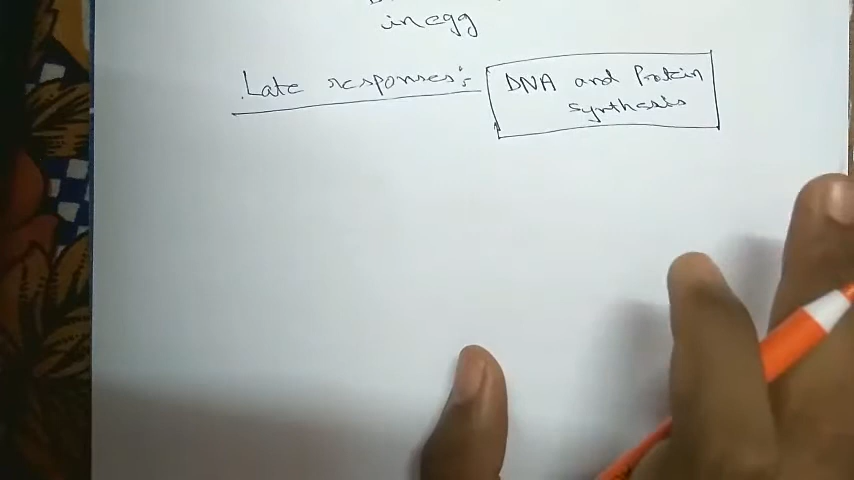 in egg
Late responses:
DNA and Protein
synthesis